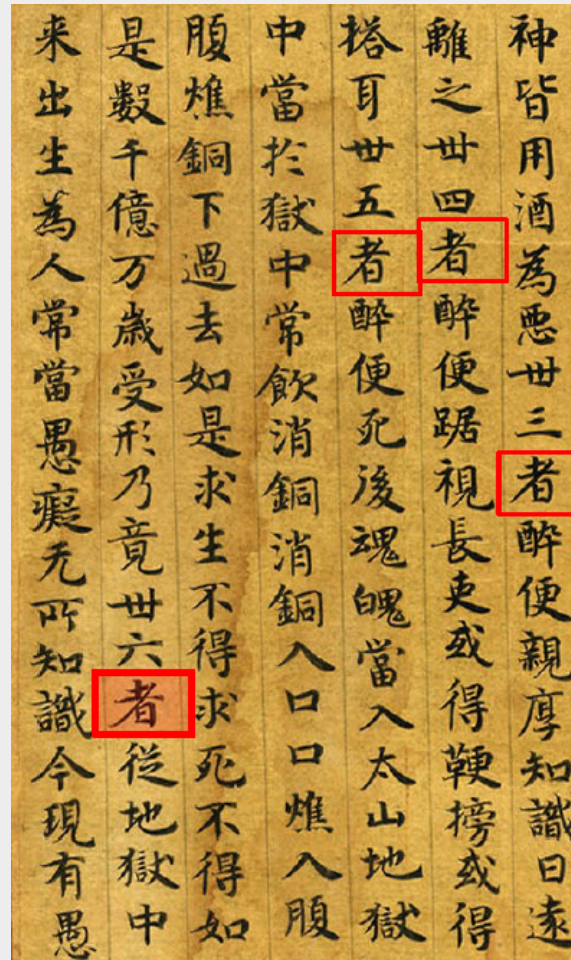 神皆用酒為惡卅三者醉便親厚知識日遠
離之卅四者醉便踞視長吏或得鞭搒或得
搭耳卅五者醉便死後魂魄當入太山地獄
中當於獄中常飲消銅消銅入口口燋入腹
腹燋銅下過去如是求生不得求死不得如
是數千億万歲受形乃竟卅六者從地獄中
来出生為人常當愚癡无所知識今現有愚